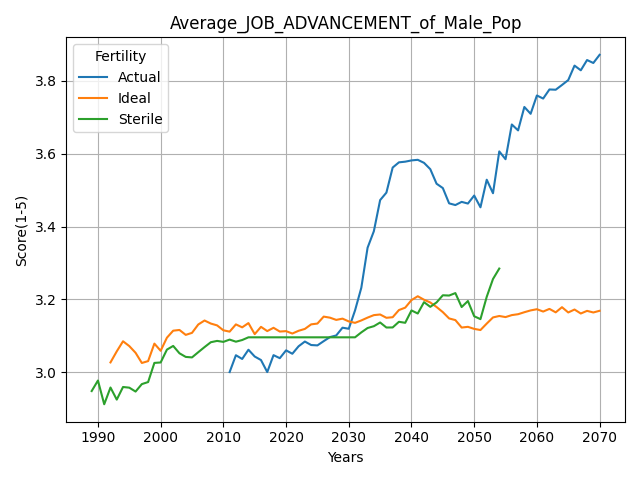 Average_JOB_ADVANCEMENT_of_Male_Pop
Fertility
Actual
Ideal
Sterile
Score(1-5)
3.8
3.6
3.4
3.2
3.0
1990 2000 2010 2020 2030 2040 2050 2060 2070
Years